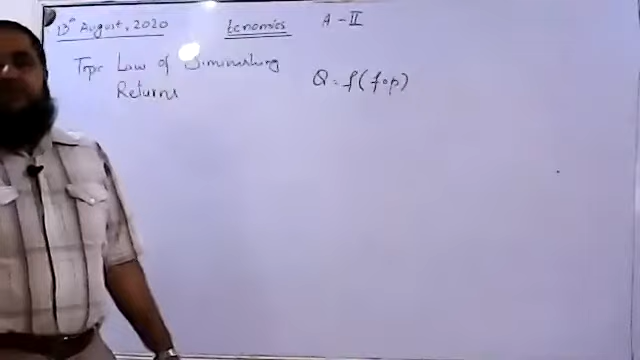 13th August, 2020 Economics A - II
Topic Law of Diminishing
Returns
Q = f(fop)